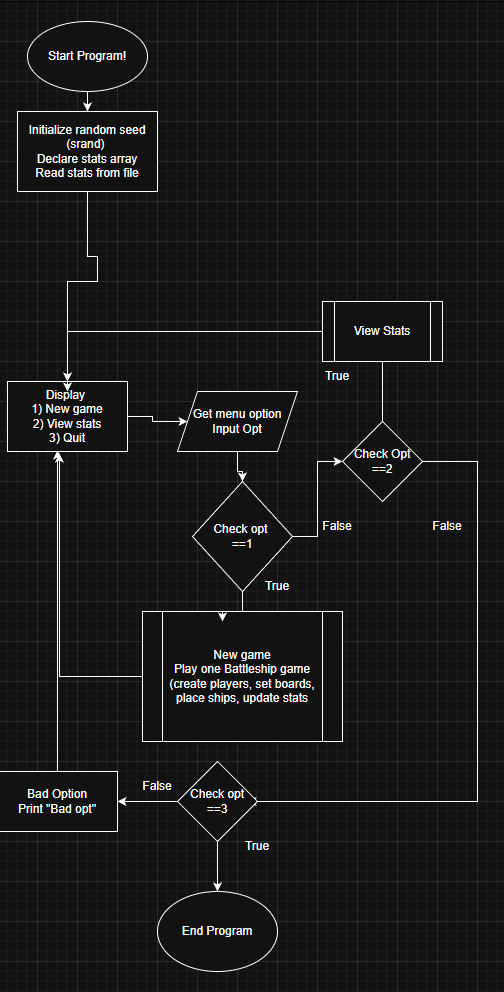 Start Program!
Initialize random seed
(srand)
Declare stats array
Read stats from file
View Stats
True
Display
1) New game
2) View stats
3) Quit
Get menu option
Input Opt
Check Opt
==2
Check opt
==1
False
False
True
New game
Play one Battleship game
(create players, set boards,
place ships, update stats
Bad Option
Print "Bad opt"
False
Check opt
==3
True
End Program